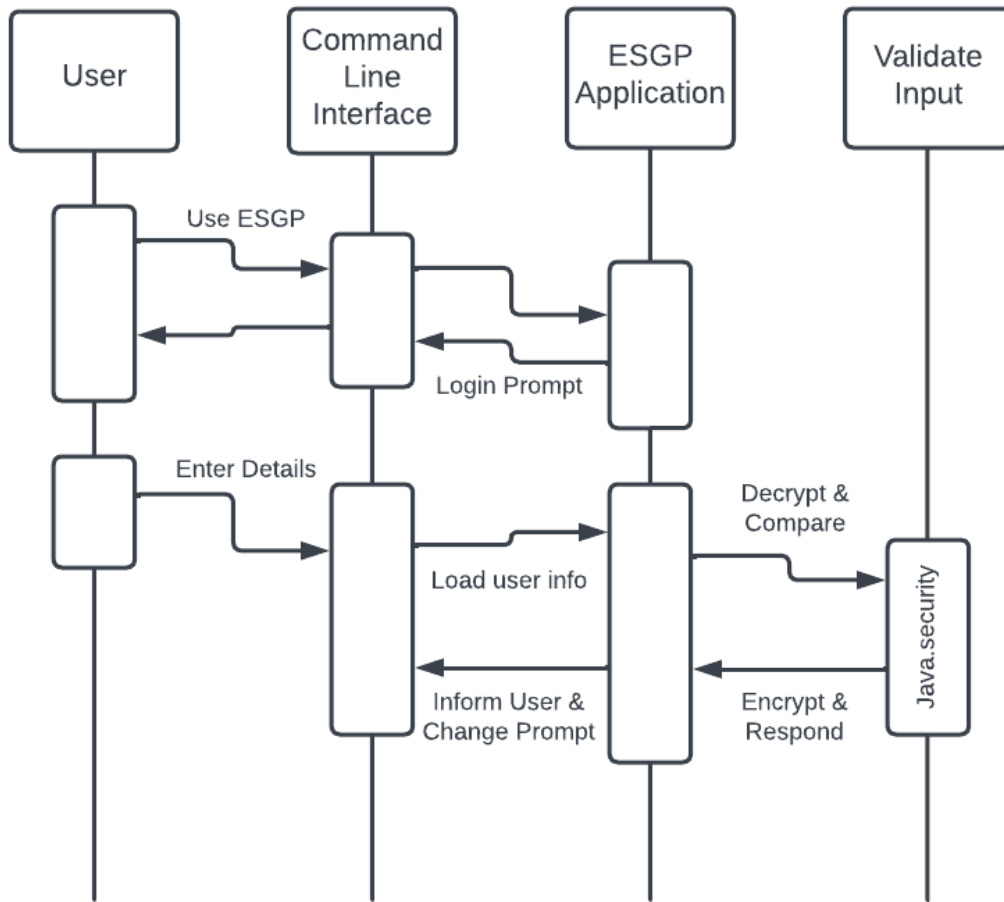 User
Command
Line
Interface
ESGP
Application
Validate
Input
Use ESGP
Login Prompt
Enter Details
Decrypt &
Compare
Load user info
Java.security
Inform User &
Change Prompt
Encrypt &
Respond